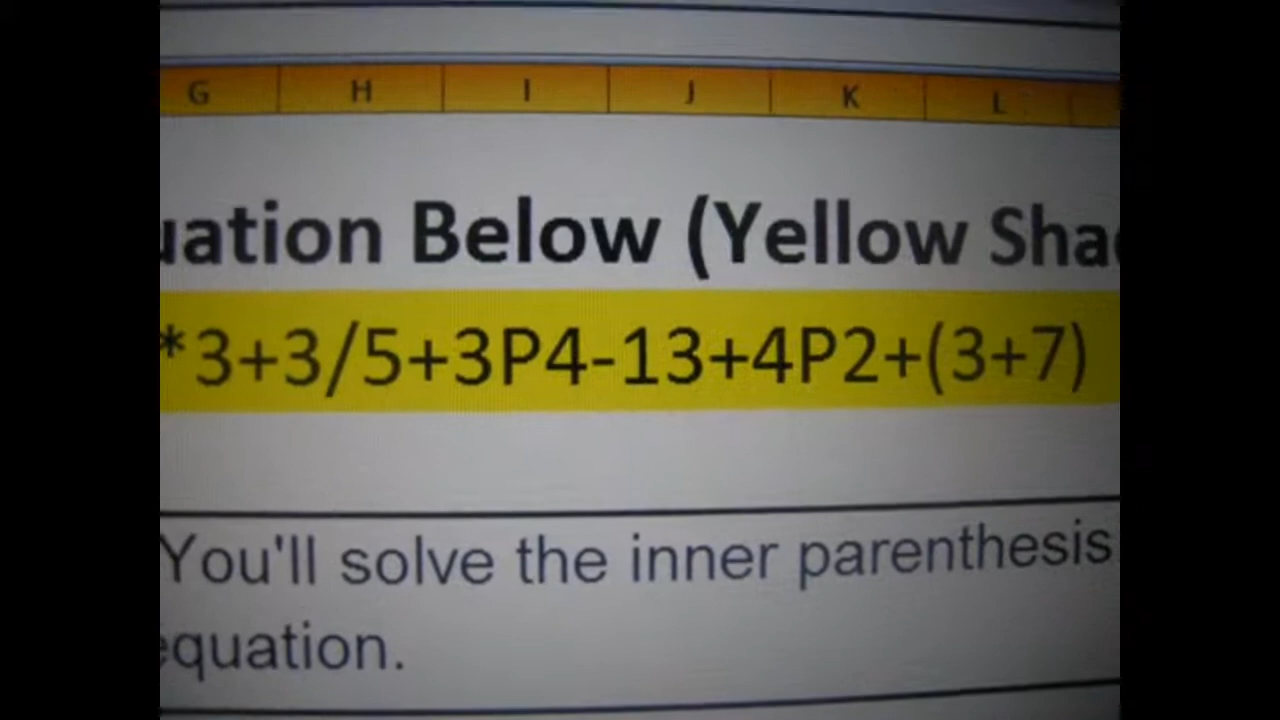 G H I J K L
uation Below (Yellow Sha
*3+3/5+3P4-13+4P2+(3+7)
You'll solve the inner parenthesis
equation.